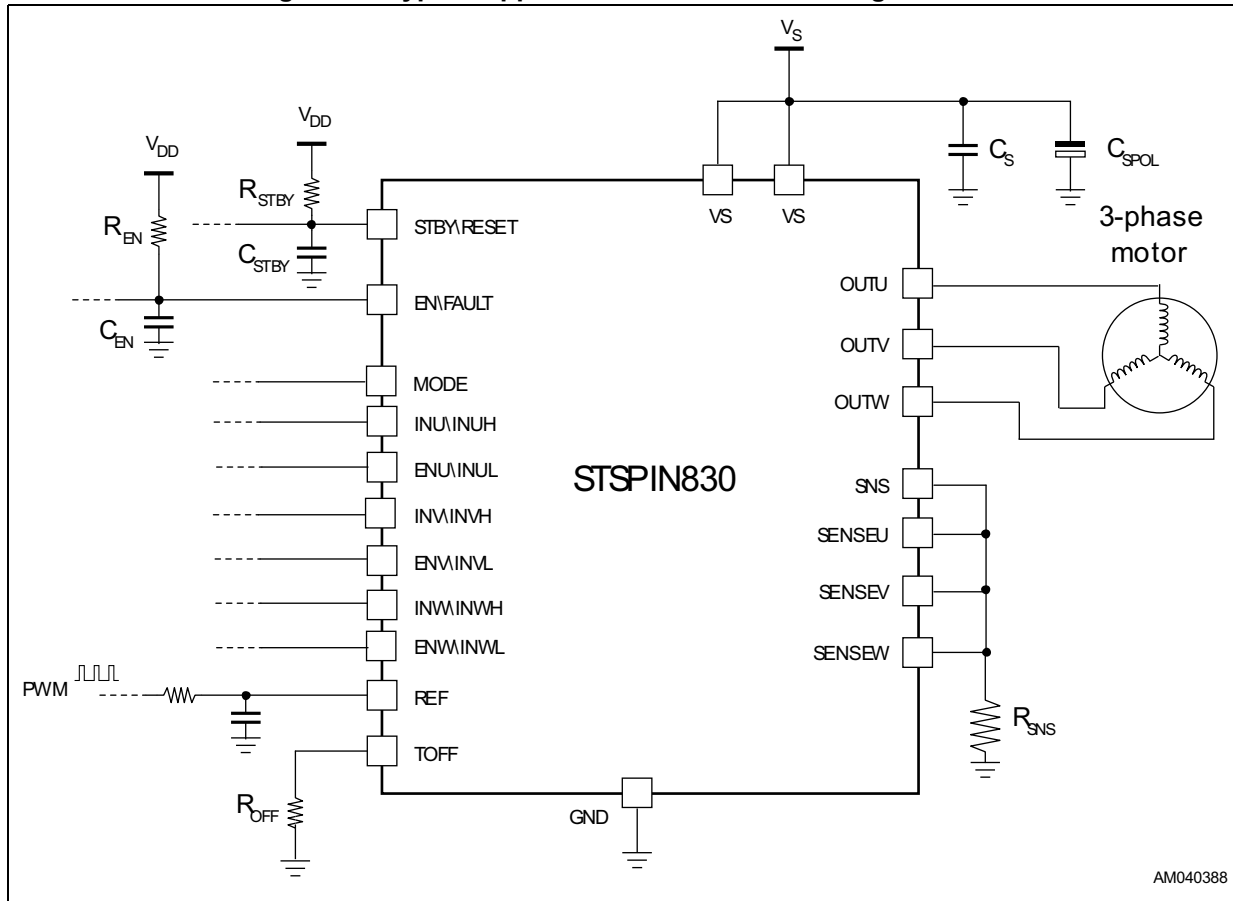 V_S
V_DD
V_DD
R_STBY
C_S
C_SPOL
VS
VS
3-phase
motor
R_EN
STBY\RESET
C_STBY
OUTU
EN\FAULT
C_EN
OUTV
MODE
OUTW
INU\INUH
ENU\INUL
STSPIN830
SNS
INV\INVH
SENSEU
ENV\INVL
SENSEV
INW\INWH
ENW\INWL
SENSEW
PWM
REF
R_SNS
TOFF
R_OFF
GND
AM040388